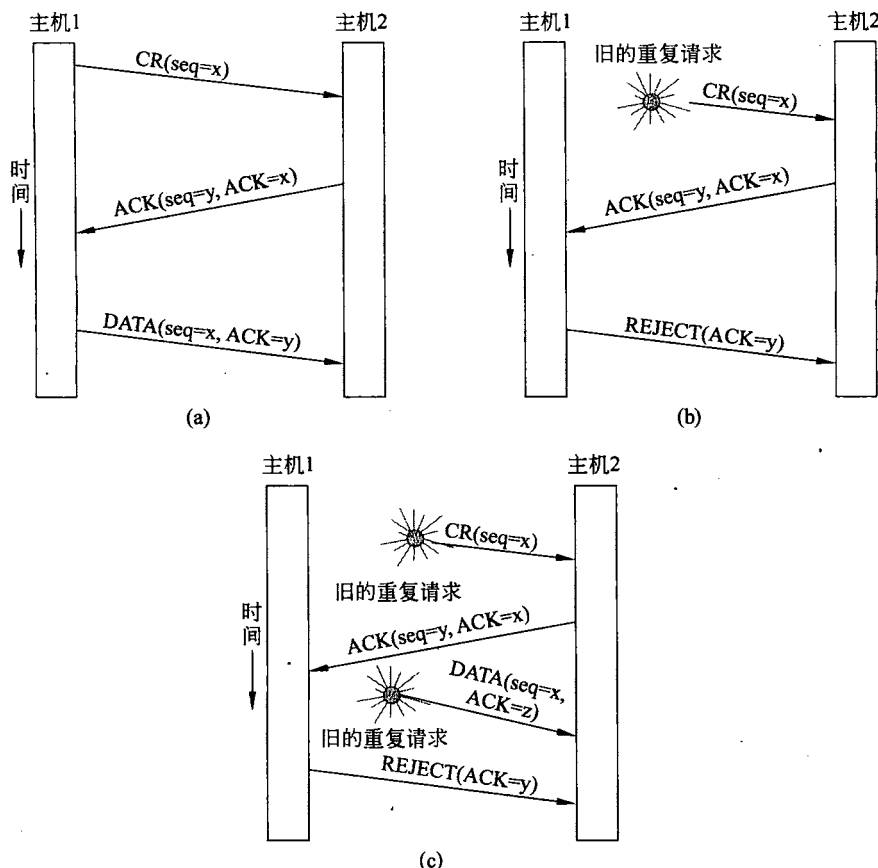 主机1
主机2
CR(seq=x)
时间
ACK(seq=y, ACK=x)
DATA(seq=x, ACK=y)
(a)
主机1
主机2
旧的重复请求
CR(seq=x)
时间
ACK(seq=y, ACK=x)
REJECT(ACK=y)
(b)
主机1
主机2
CR(seq=x)
旧的重复请求
时间
ACK(seq=y, ACK=x)
DATA(seq=x,
ACK=z)
旧的重复请求
REJECT(ACK=y)
(c)